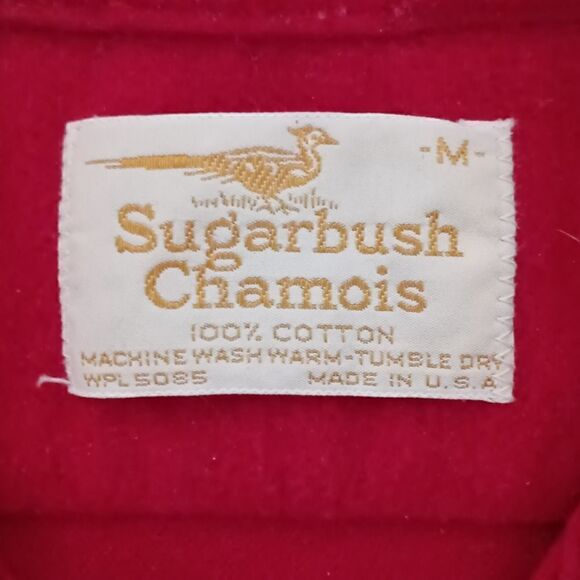 -M-
Sugarbush
Chamois
100% COTTON
MACHINE WASH WARM-TUMBLE DRY
WPL 5085 MADE IN U.S.A